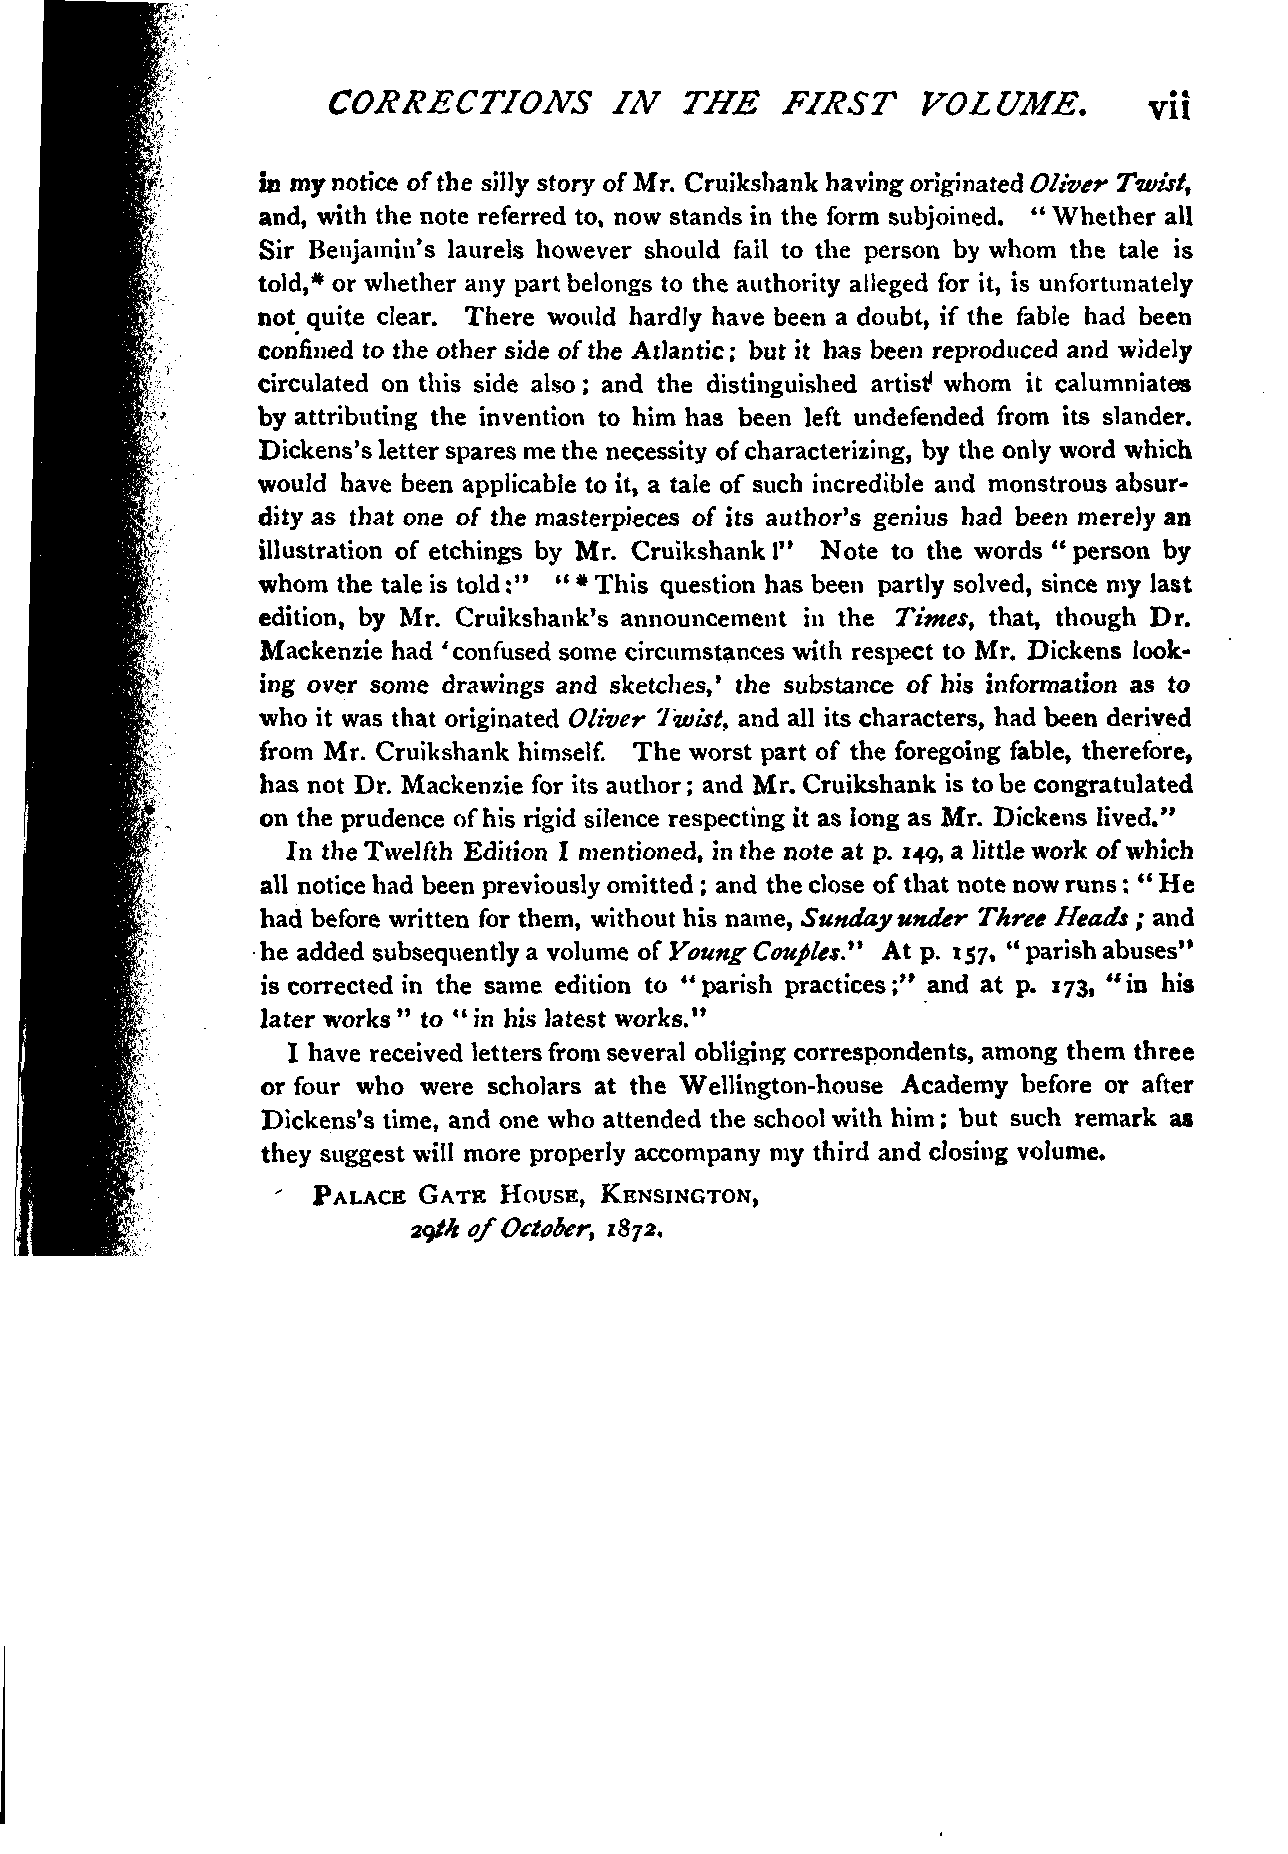 CORRECTIONS IN THE FIRST VOLUME. vii
in my notice of the silly story of Mr. Cruikshank having originated Oliver Twist,
and, with the note referred to, now stands in the form subjoined. "Whether all
Sir Benjamin's laurels however should fall to the person by whom the tale is
told,* or whether any part belongs to the authority alleged for it, is unfortunately
not quite clear. There would hardly have been a doubt, if the fable had been
confined to the other side of the Atlantic; but it has been reproduced and widely
circulated on this side also; and the distinguished artist whom it calumniates
by attributing the invention to him has been left undefended from its slander.
Dickens's letter spares me the necessity of characterizing, by the only word which
would have been applicable to it, a tale of such incredible and monstrous absur-
dity as that one of the masterpieces of its author's genius had been merely an
illustration of etchings by Mr. Cruikshank!" Note to the words "person by
whom the tale is told:" "* This question has been partly solved, since my last
edition, by Mr. Cruikshank's announcement in the Times, that, though Dr.
Mackenzie had 'confused some circumstances with respect to Mr. Dickens look-
ing over some drawings and sketches,' the substance of his information as to
who it was that originated Oliver Twist, and all its characters, had been derived
from Mr. Cruikshank himself. The worst part of the foregoing fable, therefore,
has not Dr. Mackenzie for its author; and Mr. Cruikshank is to be congratulated
on the prudence of his rigid silence respecting it as long as Mr. Dickens lived."
In the Twelfth Edition I mentioned, in the note at p. 149, a little work of which
all notice had been previously omitted; and the close of that note now runs: "He
had before written for them, without his name, Sunday under Three Heads; and
he added subsequently a volume of Young Couples." At p. 157, "parish abuses"
is corrected in the same edition to "parish practices;" and at p. 173, "in his
later works" to "in his latest works."
I have received letters from several obliging correspondents, among them three
or four who were scholars at the Wellington-house Academy before or after
Dickens's time, and one who attended the school with him; but such remark as
they suggest will more properly accompany my third and closing volume.
PALACE GATE HOUSE, KENSINGTON,
29th of October, 1872.